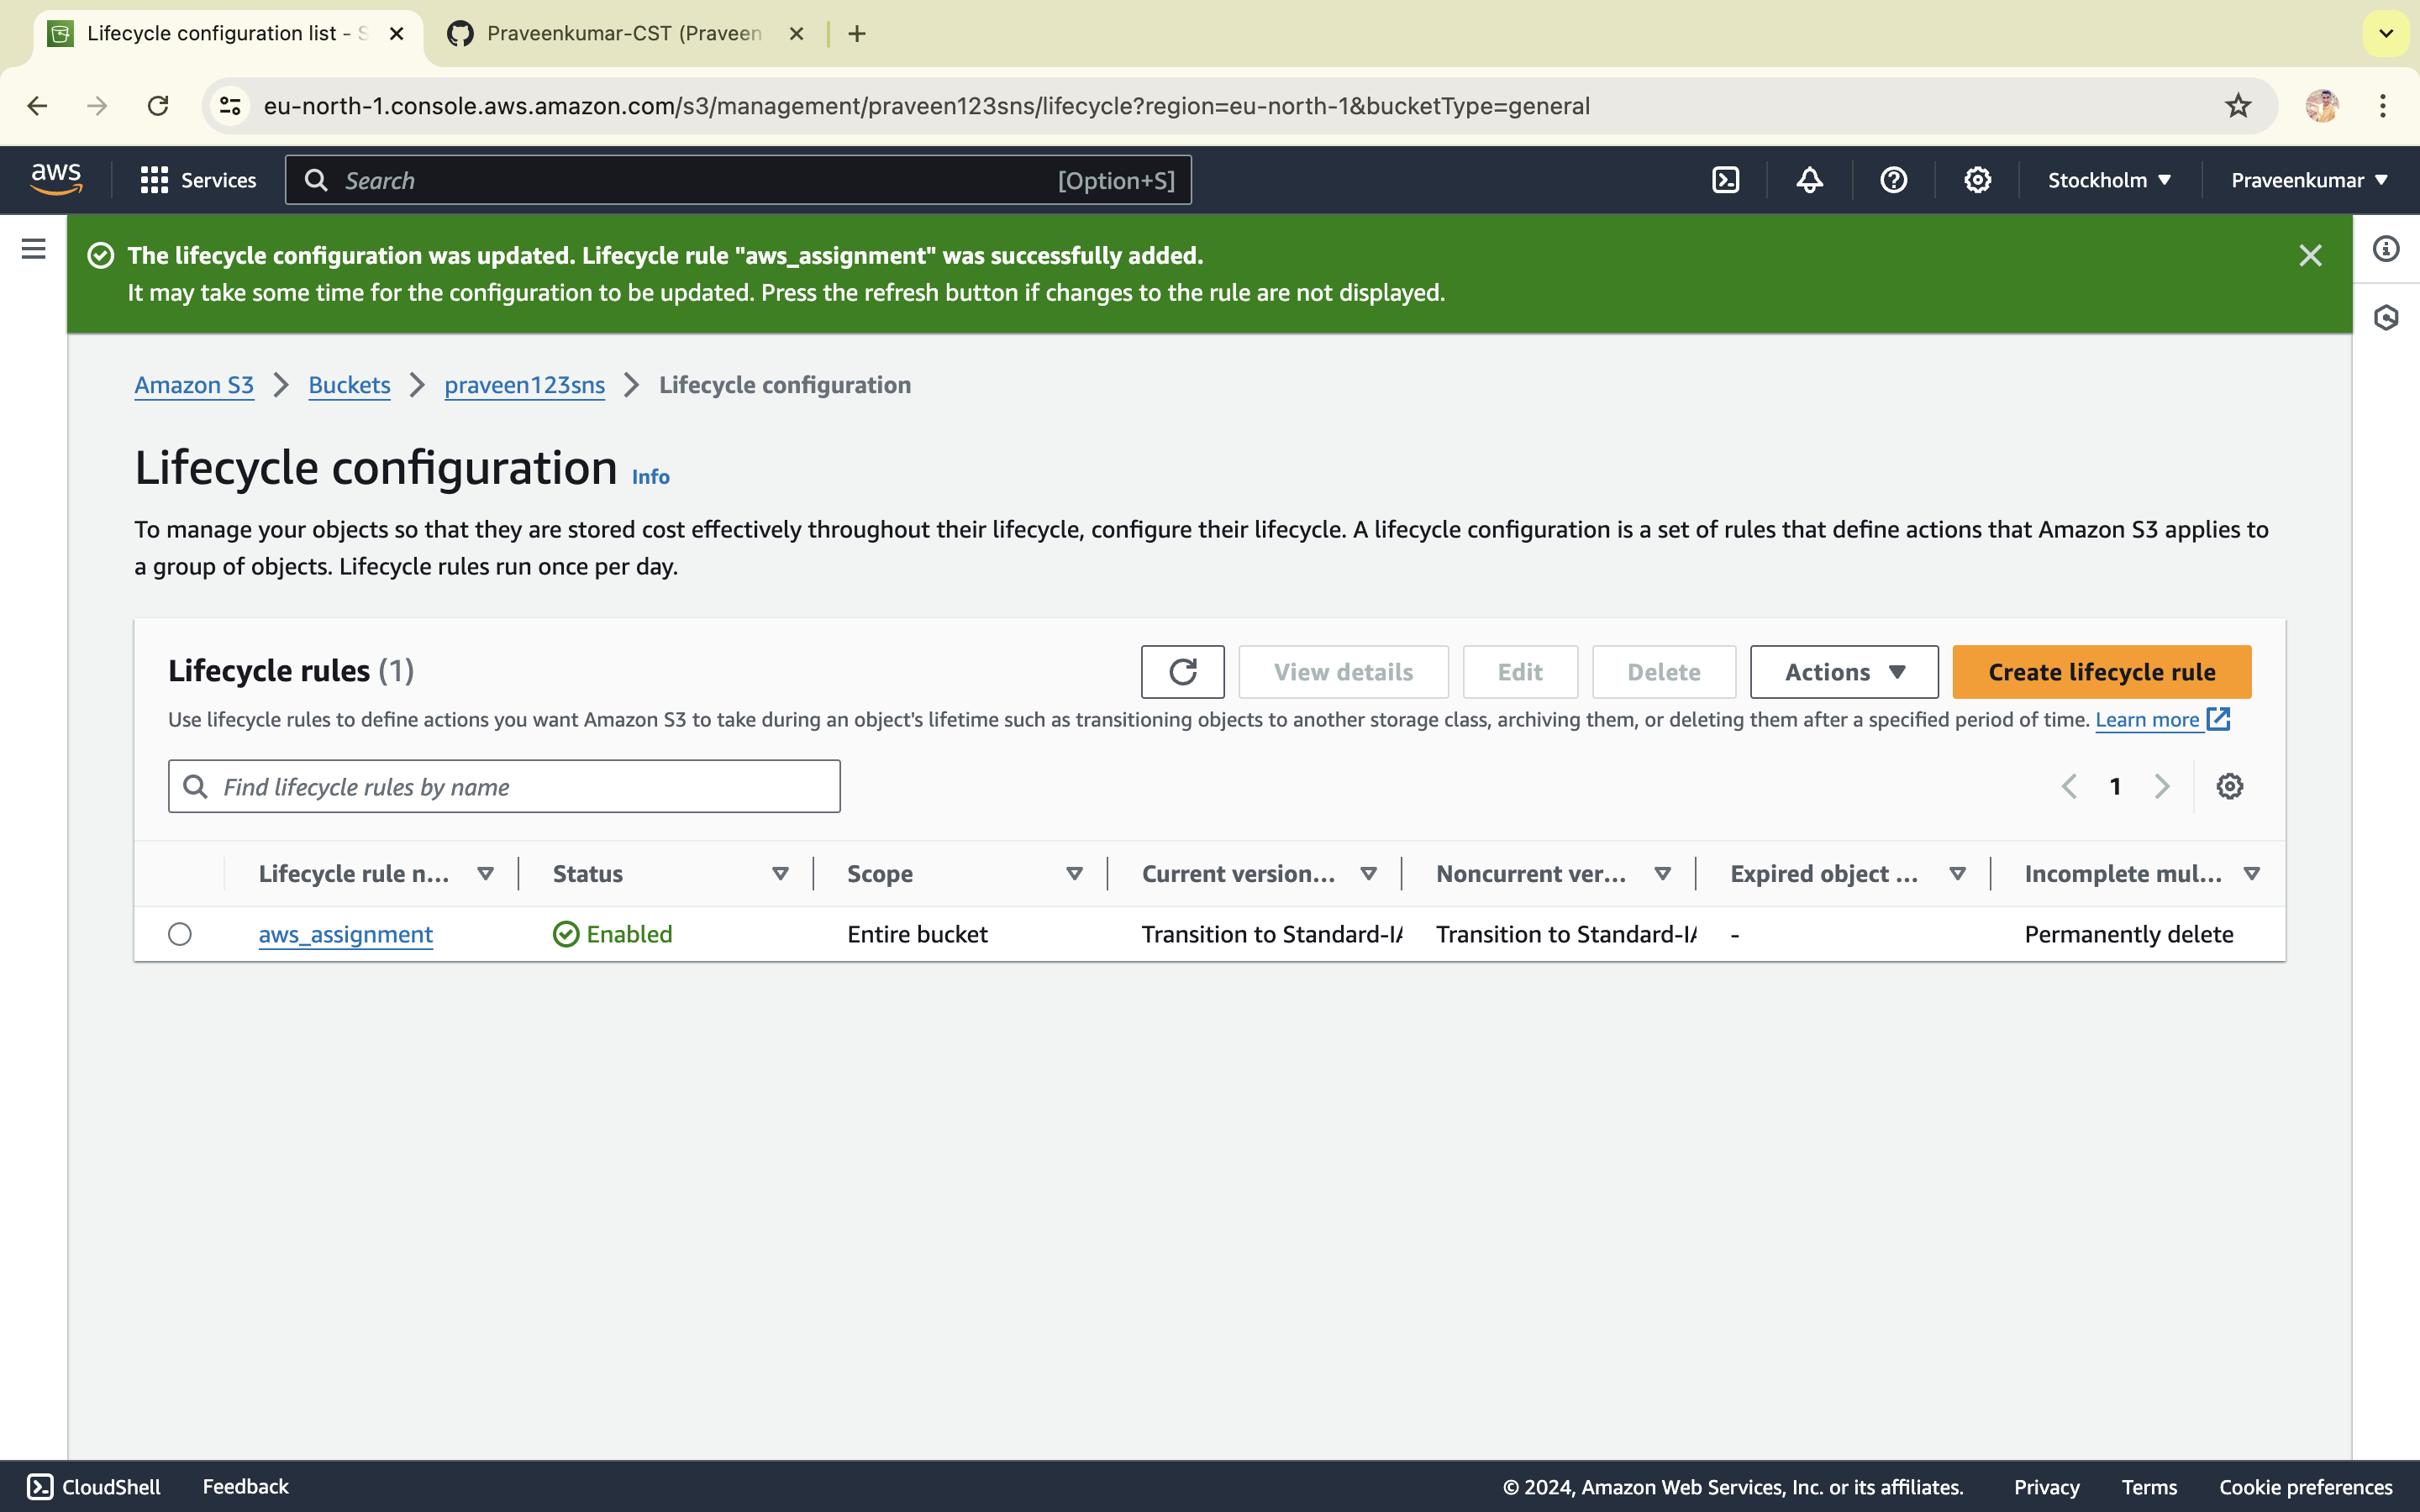 Lifecycle configuration list - S
Praveenkumar-CST (Praveen
eu-north-1.console.aws.amazon.com/s3/management/praveen123sns/lifecycle?region=eu-north-1&bucketType=general
aws
Services
Search
[Option+S]
Stockholm
Praveenkumar
The lifecycle configuration was updated. Lifecycle rule "aws_assignment" was successfully added.
It may take some time for the configuration to be updated. Press the refresh button if changes to the rule are not displayed.
Amazon S3 > Buckets > praveen123sns > Lifecycle configuration
Lifecycle configuration Info
To manage your objects so that they are stored cost effectively throughout their lifecycle, configure their lifecycle. A lifecycle configuration is a set of rules that define actions that Amazon S3 applies to
a group of objects. Lifecycle rules run once per day.
Lifecycle rules (1)
View details
Edit
Delete
Actions
Create lifecycle rule
Use lifecycle rules to define actions you want Amazon S3 to take during an object's lifetime such as transitioning objects to another storage class, archiving them, or deleting them after a specified period of time. Learn more
Find lifecycle rules by name
1
Lifecycle rule n... Status Scope Current version... Noncurrent ver... Expired object ... Incomplete mul...
aws_assignment Enabled Entire bucket Transition to Standard-IA Transition to Standard-IA - Permanently delete
CloudShell Feedback © 2024, Amazon Web Services, Inc. or its affiliates. Privacy Terms Cookie preferences